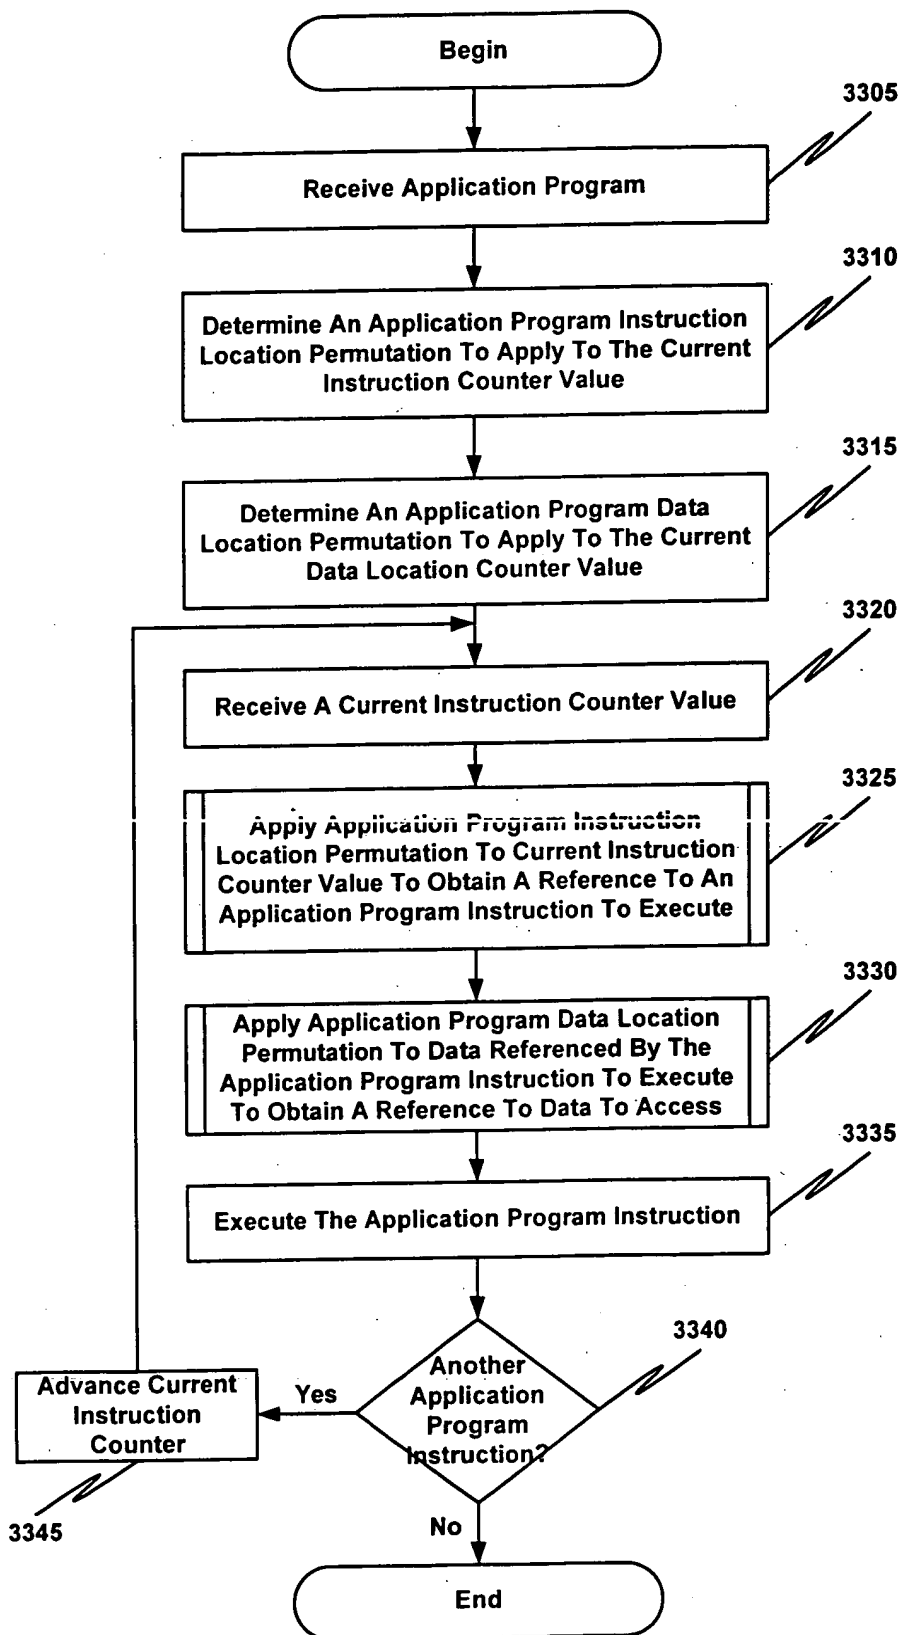 Begin
3305
Receive Application Program
3310
Determine An Application Program Instruction
Location Permutation To Apply To The Current
Instruction Counter Value
3315
Determine An Application Program Data
Location Permutation To Apply To The Current
Data Location Counter Value
3320
Receive A Current Instruction Counter Value
3325
Apply Application Program Instruction
Location Permutation To Current Instruction
Counter Value To Obtain A Reference To An
Application Program Instruction To Execute
3330
Apply Application Program Data Location
Permutation To Data Referenced By The
Application Program Instruction To Execute
To Obtain A Reference To Data To Access
3335
Execute The Application Program Instruction
3340
Another
Application
Program
Instruction?
Yes
Advance Current
Instruction
Counter
3345
No
End